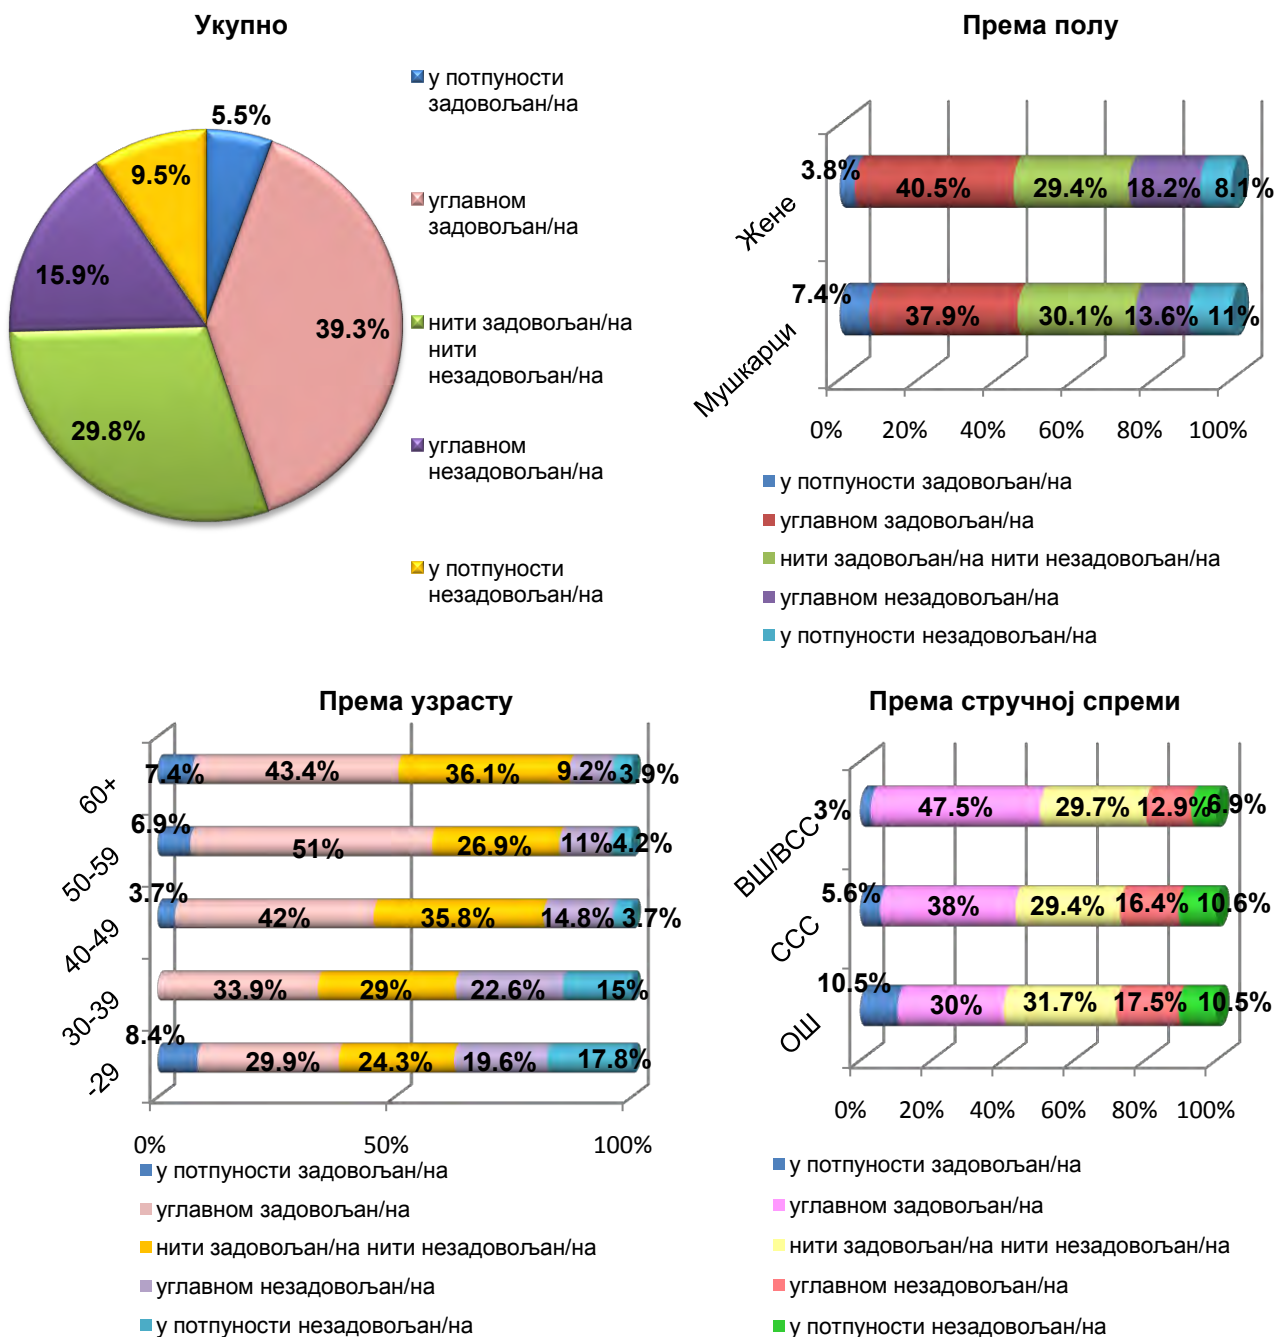 Укупно
5.5%
39.3%
29.8%
15.9%
9.5%
у потпуности
задовољан/на
углавном
задовољан/на
нити задовољан/на
нити
незадовољан/на
углавном
незадовољан/на
у потпуности
незадовољан/на
Према полу
Жене
3.8% 40.5% 29.4% 18.2% 8.1%
Мушкарци
7.4% 37.9% 30.1% 13.6% 11%
0% 20% 40% 60% 80% 100%
у потпуности задовољан/на
углавном задовољан/на
нити задовољан/на нити незадовољан/на
углавном незадовољан/на
у потпуности незадовољан/на
Према узрасту
60+
7.4% 43.4% 36.1% 9.2% 3.9%
50-59
6.9% 51% 26.9% 11% 4.2%
40-49
3.7% 42% 35.8% 14.8% 3.7%
30-39
33.9% 29% 22.6% 15%
-29
8.4% 29.9% 24.3% 19.6% 17.8%
0% 50% 100%
у потпуности задовољан/на
углавном задовољан/на
нити задовољан/на нити незадовољан/на
углавном незадовољан/на
у потпуности незадовољан/на
Према стручној спреми
ВШ/ВСС
3% 47.5% 29.7% 12.9% 6.9%
ССС
5.6% 38% 29.4% 16.4% 10.6%
ОШ
10.5% 30% 31.7% 17.5% 10.5%
0% 20% 40% 60% 80% 100%
у потпуности задовољан/на
углавном задовољан/на
нити задовољан/на нити незадовољан/на
углавном незадовољан/на
у потпуности незадовољан/на